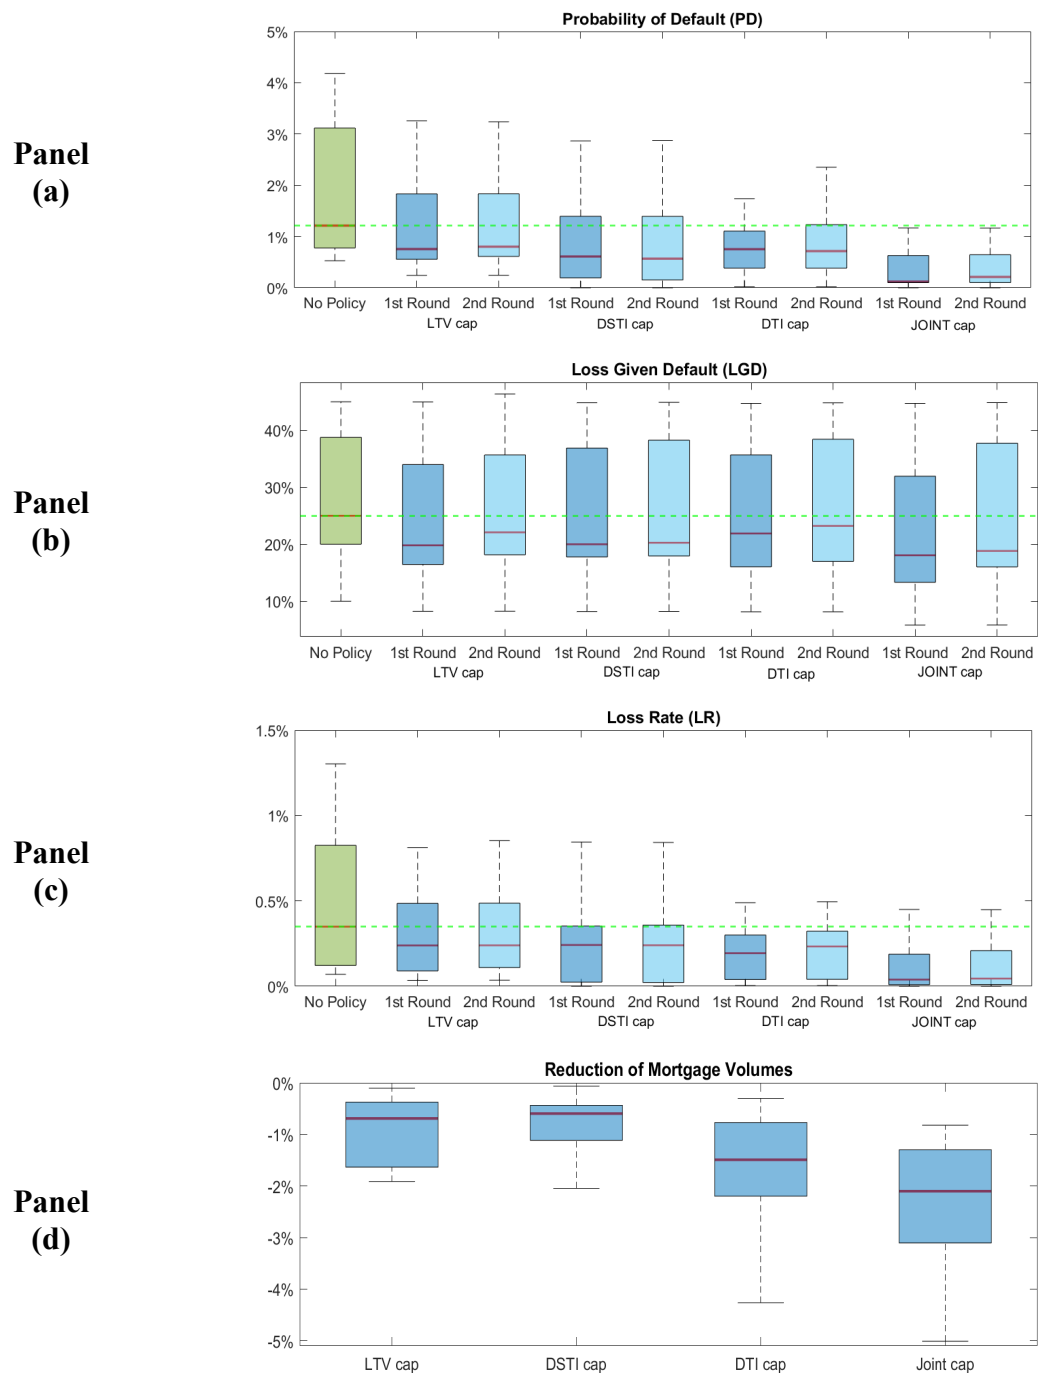 Probability of Default (PD)
Panel
(a)
5%
4%
3%
2%
1%
0%
No Policy 1st Round 2nd Round 1st Round 2nd Round 1st Round 2nd Round 1st Round 2nd Round
LTV cap DSTI cap DTI cap JOINT cap
Loss Given Default (LGD)
Panel
(b)
40%
30%
20%
10%
No Policy 1st Round 2nd Round 1st Round 2nd Round 1st Round 2nd Round 1st Round 2nd Round
LTV cap DSTI cap DTI cap JOINT cap
Loss Rate (LR)
Panel
(c)
1.5%
1%
0.5%
0%
No Policy 1st Round 2nd Round 1st Round 2nd Round 1st Round 2nd Round 1st Round 2nd Round
LTV cap DSTI cap DTI cap JOINT cap
Reduction of Mortgage Volumes
Panel
(d)
0%
-1%
-2%
-3%
-4%
-5%
LTV cap DSTI cap DTI cap Joint cap